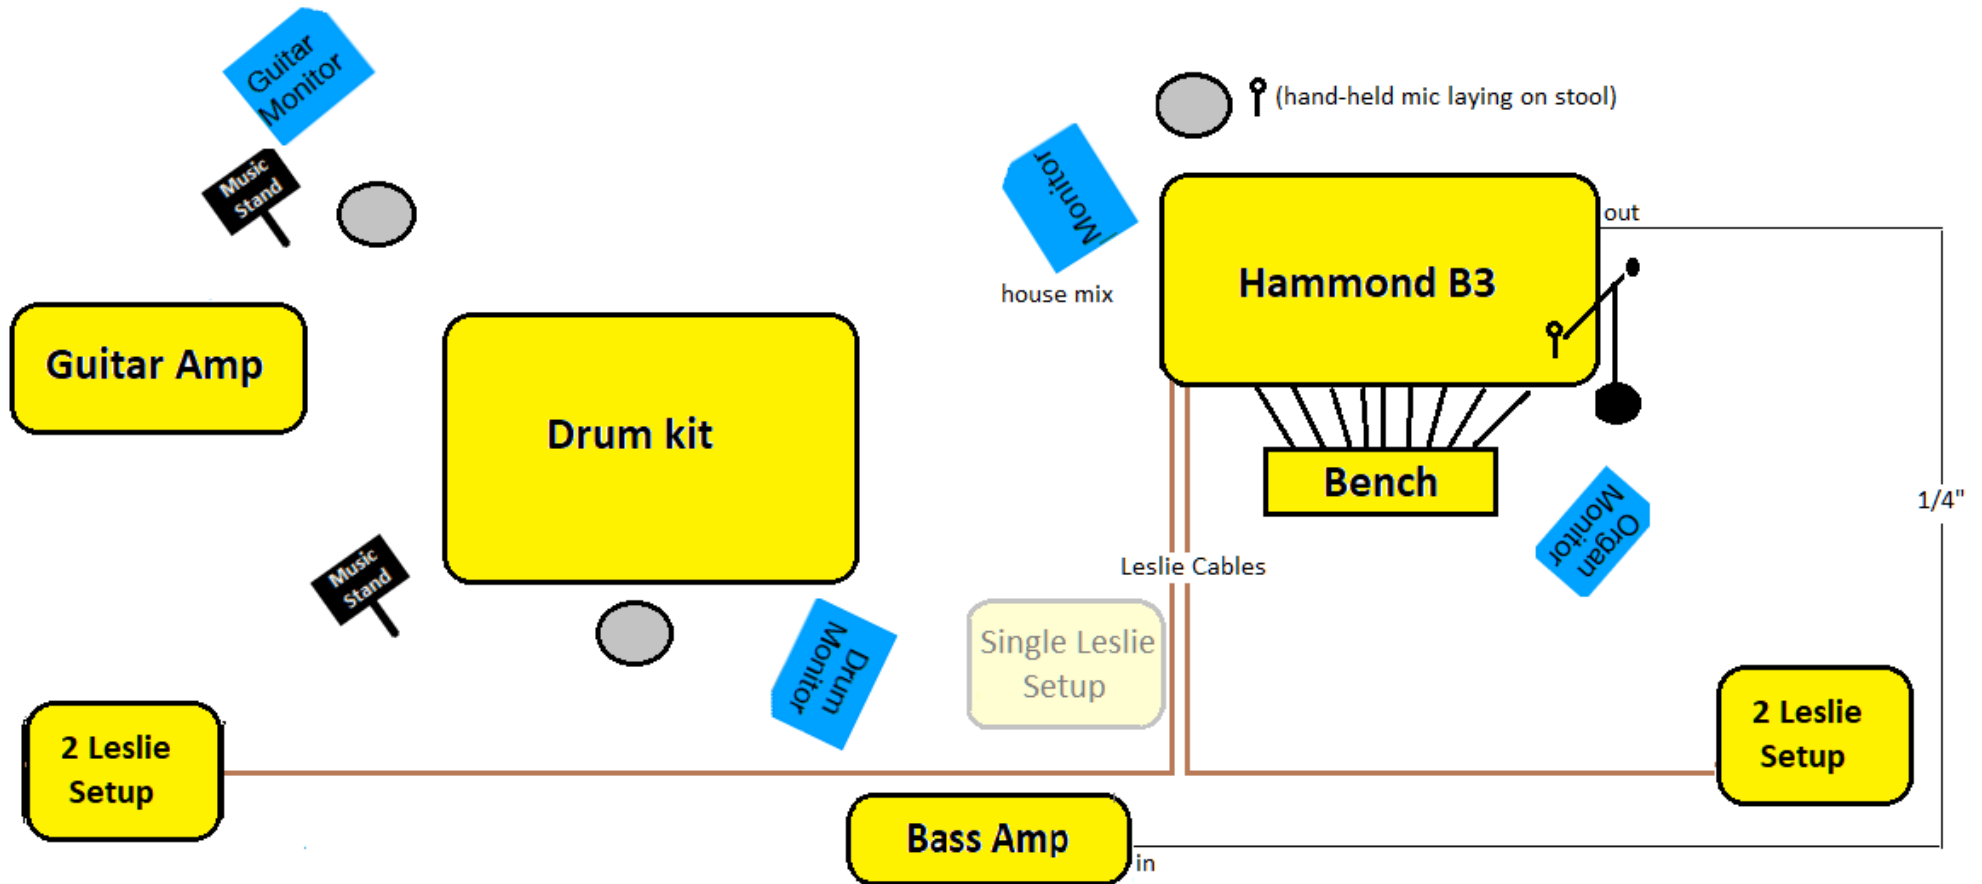 Guitar
Monitor
(hand-held mic laying on stool)
Music
Stand
Monitor
out
house mix
Hammond B3
Guitar Amp
Drum kit
Bench
1/4"
Organ
Monitor
Leslie Cables
Music
Stand
Single Leslie
Setup
Drum
Monitor
2 Leslie
Setup
2 Leslie
Setup
Bass Amp
in